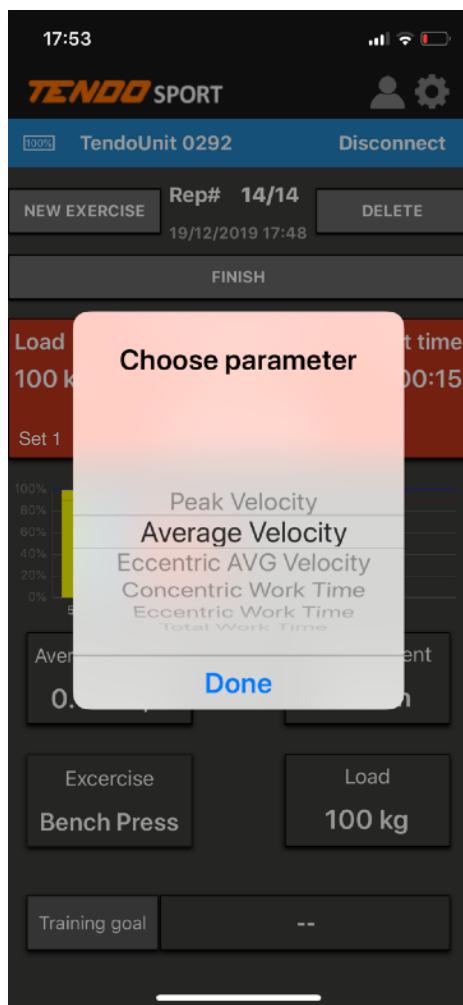 17:53
TENDO SPORT
100% TendoUnit 0292 Disconnect
NEW EXERCISE
Rep# 14/14
19/12/2019 17:48
DELETE
FINISH
Load
100 k
t time
00:15
Set 1
Choose parameter
Peak Velocity
Average Velocity
Eccentric AVG Velocity
Concentric Work Time
Eccentric Work Time
Total Work Time
Done
100%
80%
60%
40%
20%
0%
5
Aver
0.
ent
Excercise
Bench Press
Load
100 kg
Training goal --